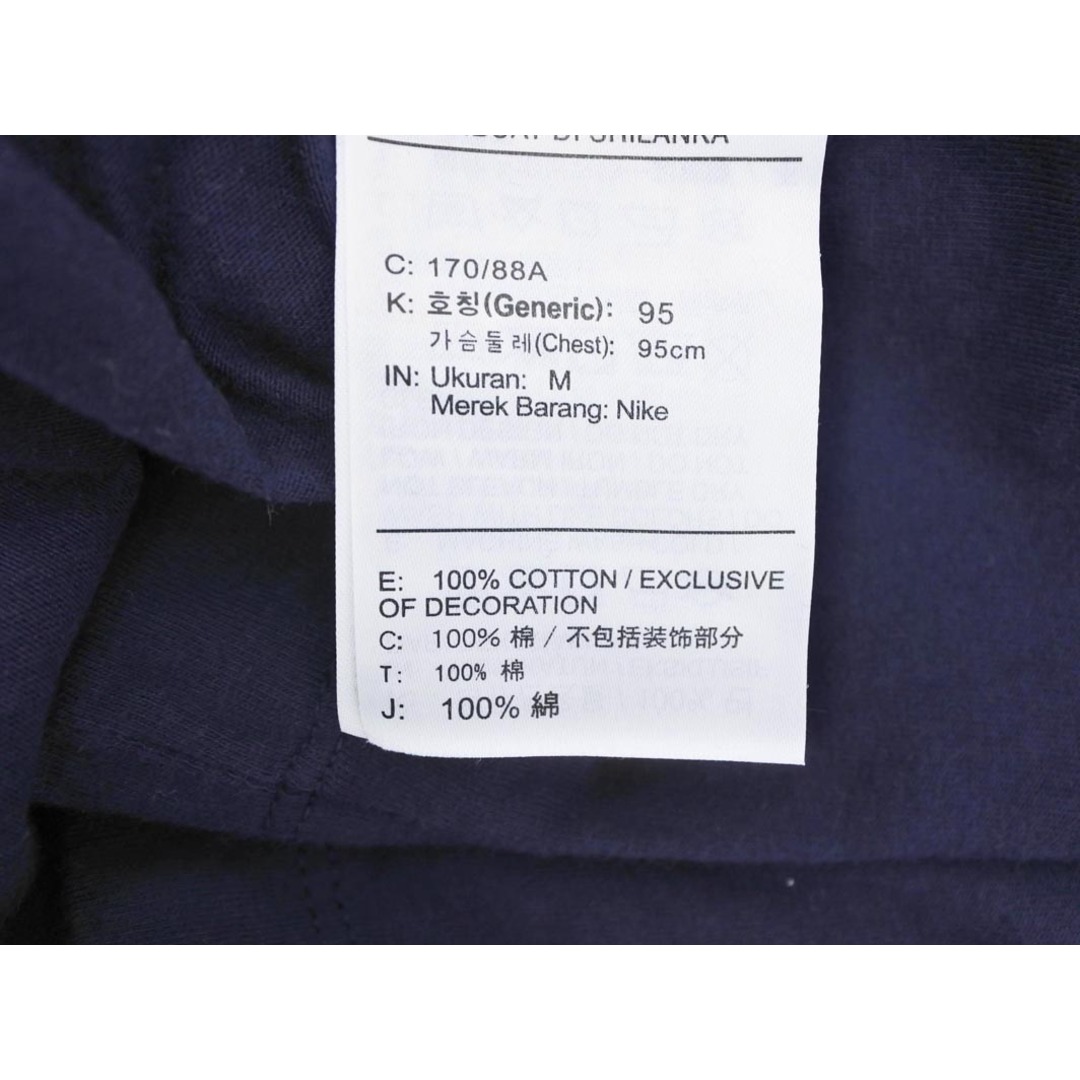 SRILANKA
C: 170/88A
K: 호칭(Generic): 95
가슴둘레(Chest): 95cm
IN: Ukuran: M
Merek Barang: Nike
E: 100% COTTON / EXCLUSIVE
OF DECORATION
C: 100% 棉 / 不包括装饰部分
T: 100% 棉
J: 100% 綿